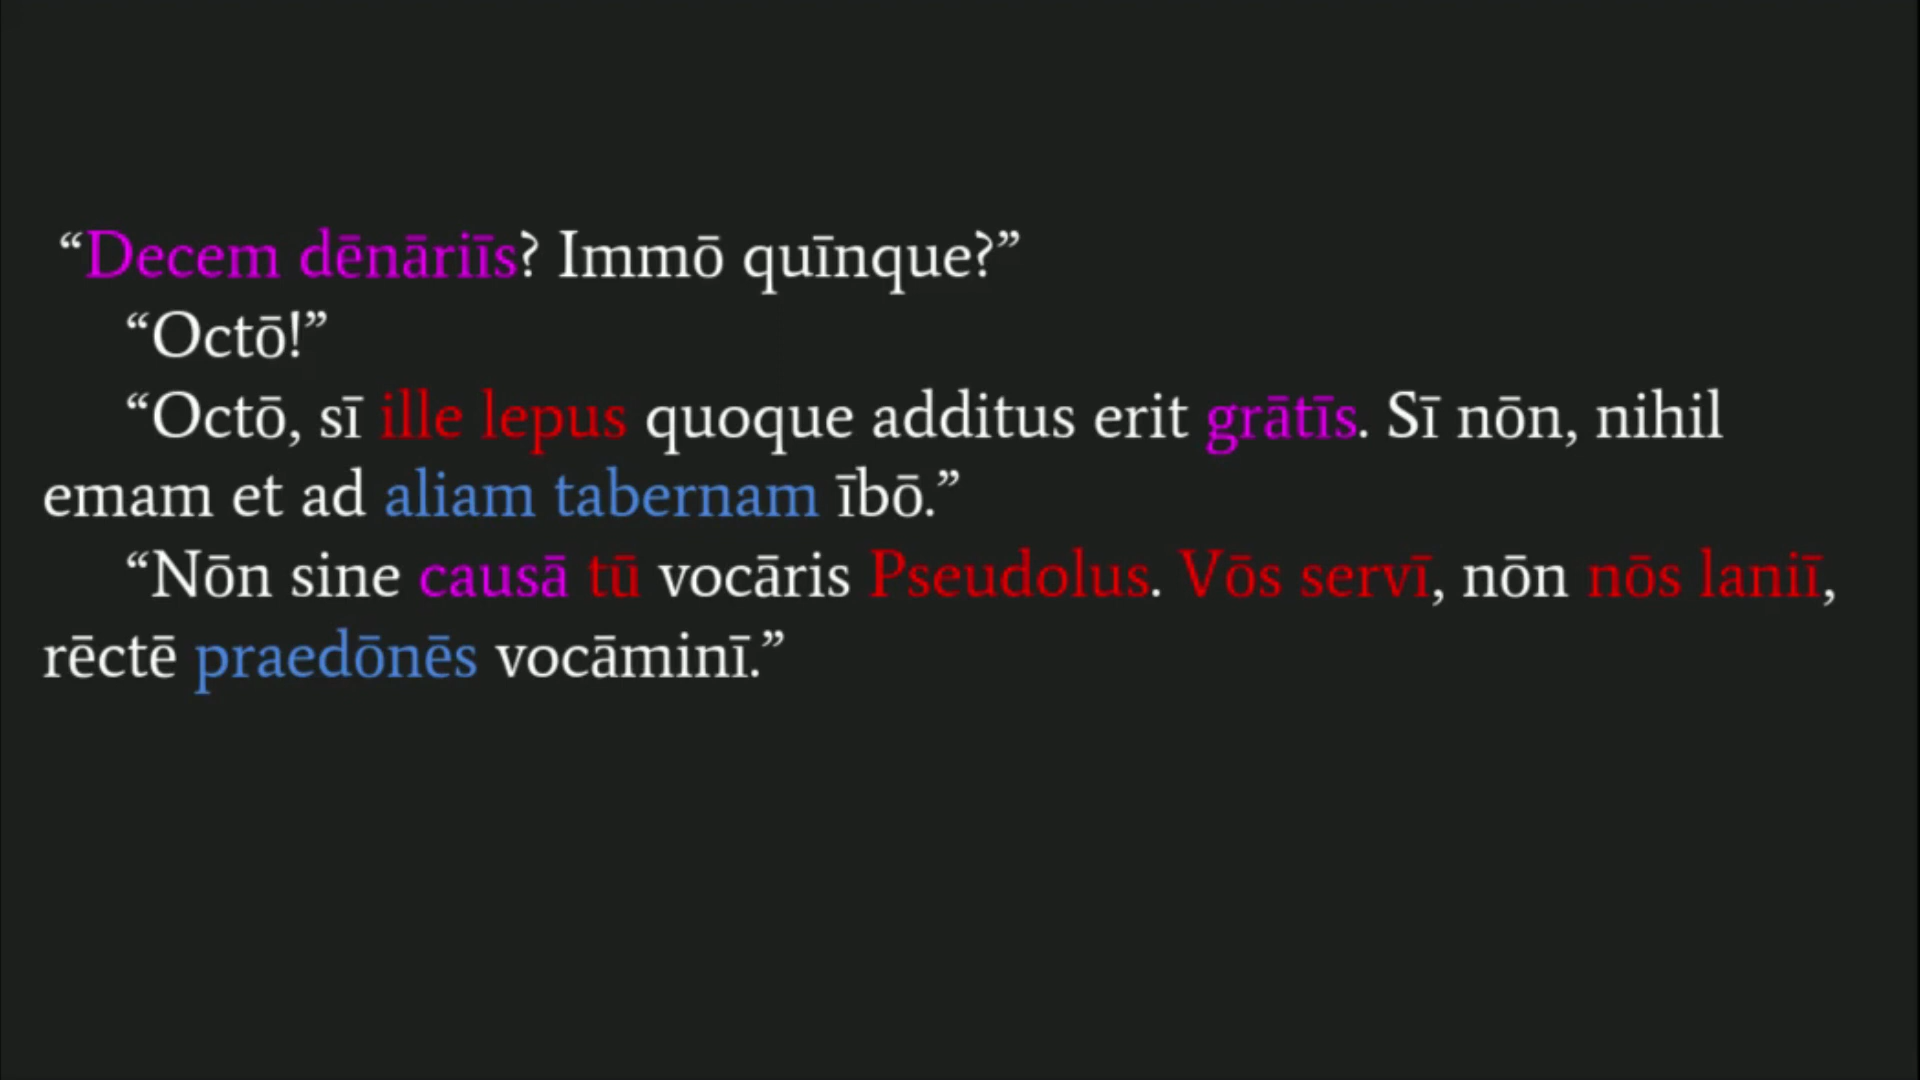 “Decem dēnāriīs? Immō quīnque?”
“Octō!”
“Octō, sī ille lepus quoque additus erit grātīs. Sī nōn, nihil
emam et ad aliam tabernam ībō.”
“Nōn sine causā tū vocāris Pseudolus. Vōs servī, nōn nōs laniī,
rēctē praedōnēs vocāminī.”